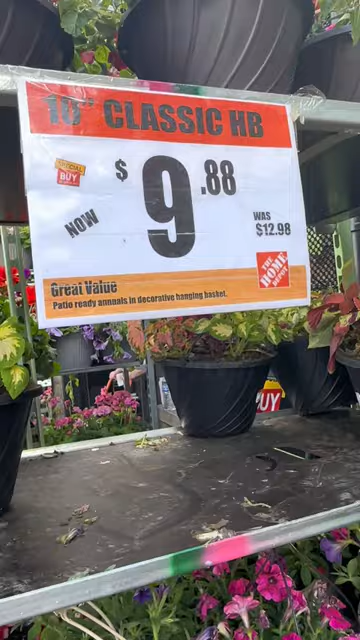 10" CLASSIC HB
SPECIAL
BUY
$ 9.88
NOW
WAS
$12.98
THE
HOME
DEPOT
Great Value
Patio ready annuals in decorative hanging basket.
BUY